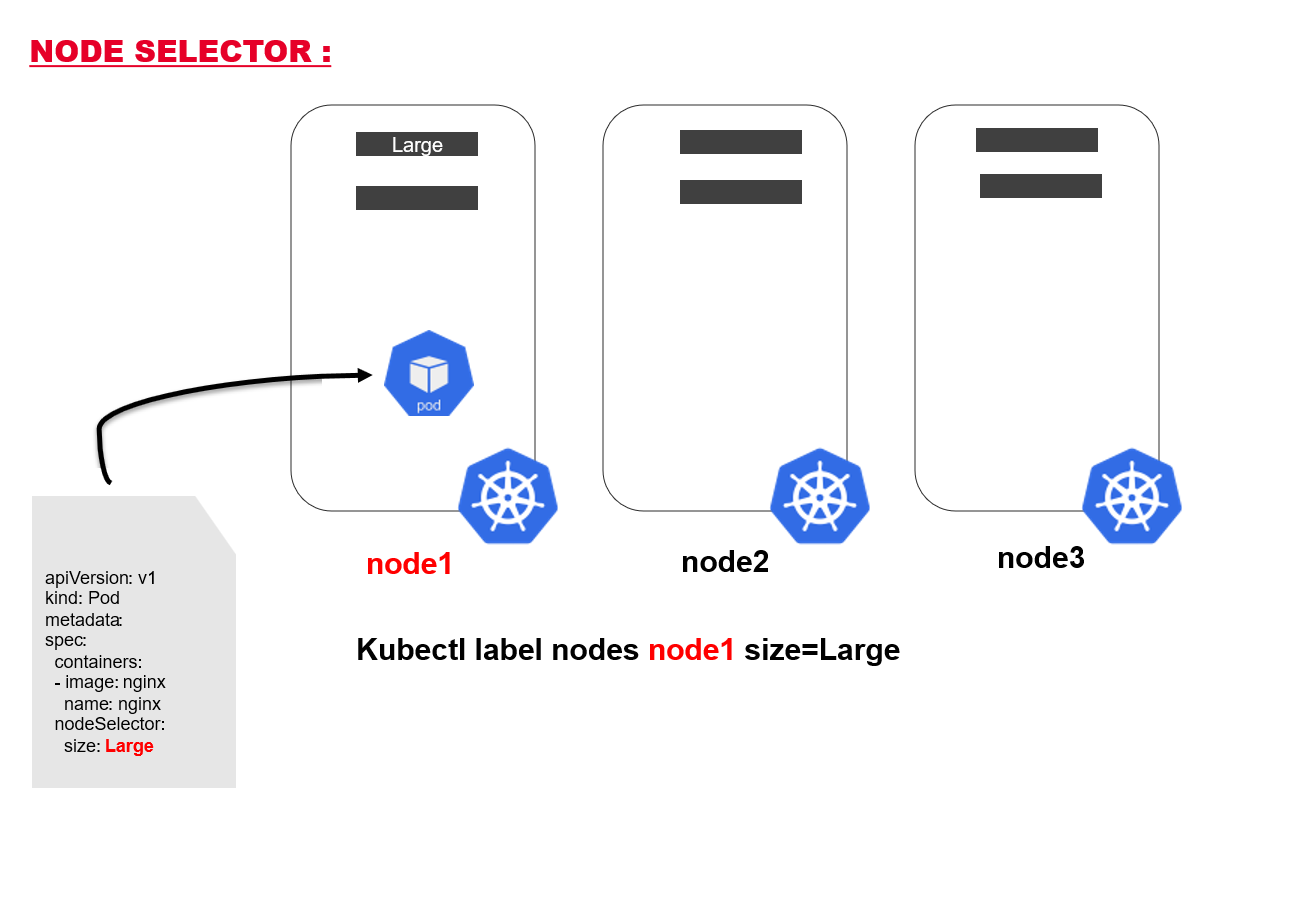 NODE SELECTOR :
Large
pod
node1
node2
node3
apiVersion: v1
kind: Pod
metadata:
spec:
  containers:
  - image: nginx
    name: nginx
  nodeSelector:
    size: Large
Kubectl label nodes node1 size=Large